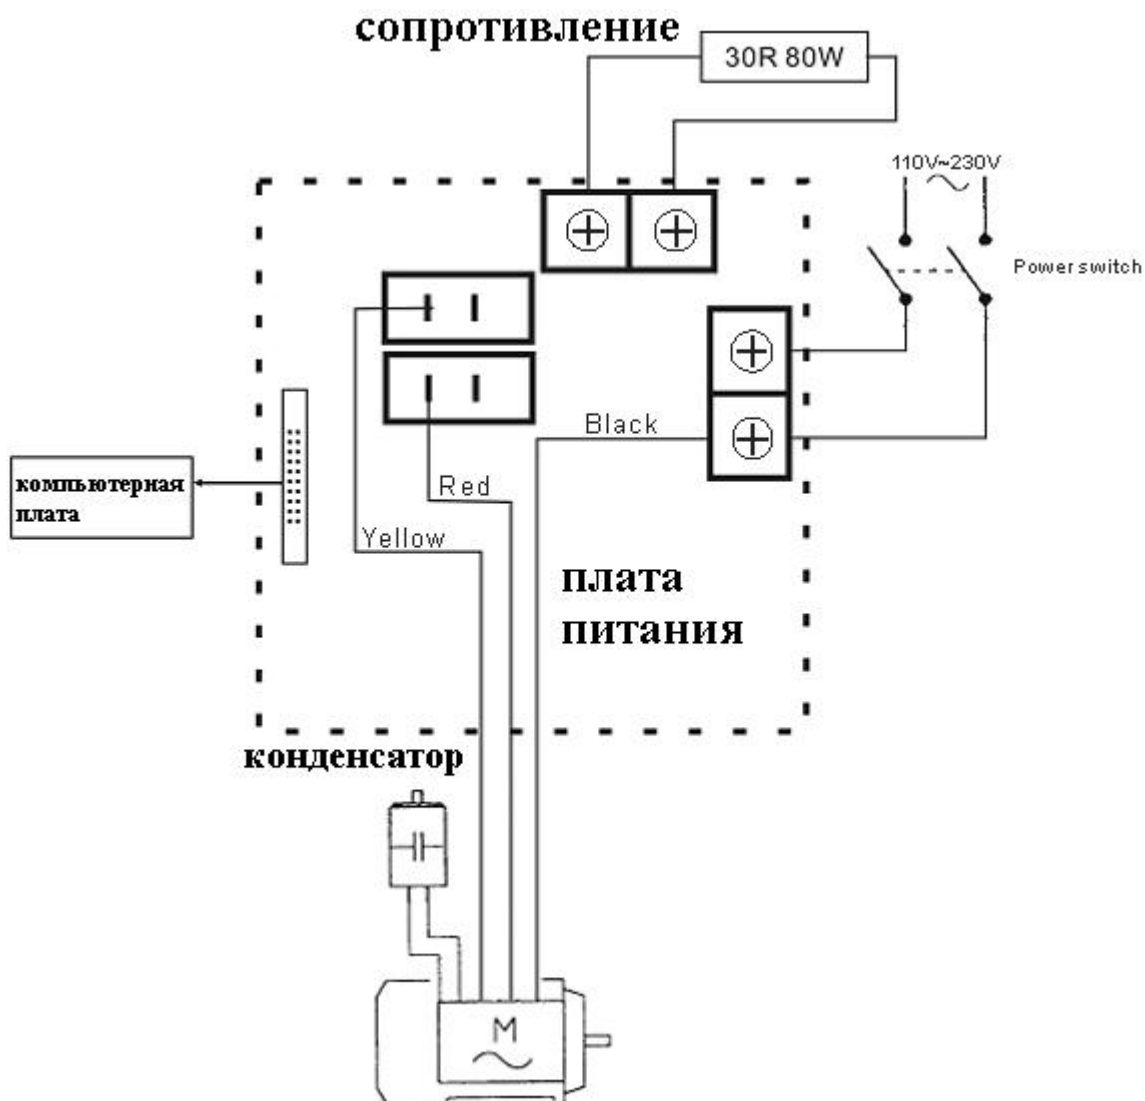 сопротивление
30R 80W
110V~230V
Power switch
Black
Red
компьютерная
плата
Yellow
плата
питания
конденсатор
M